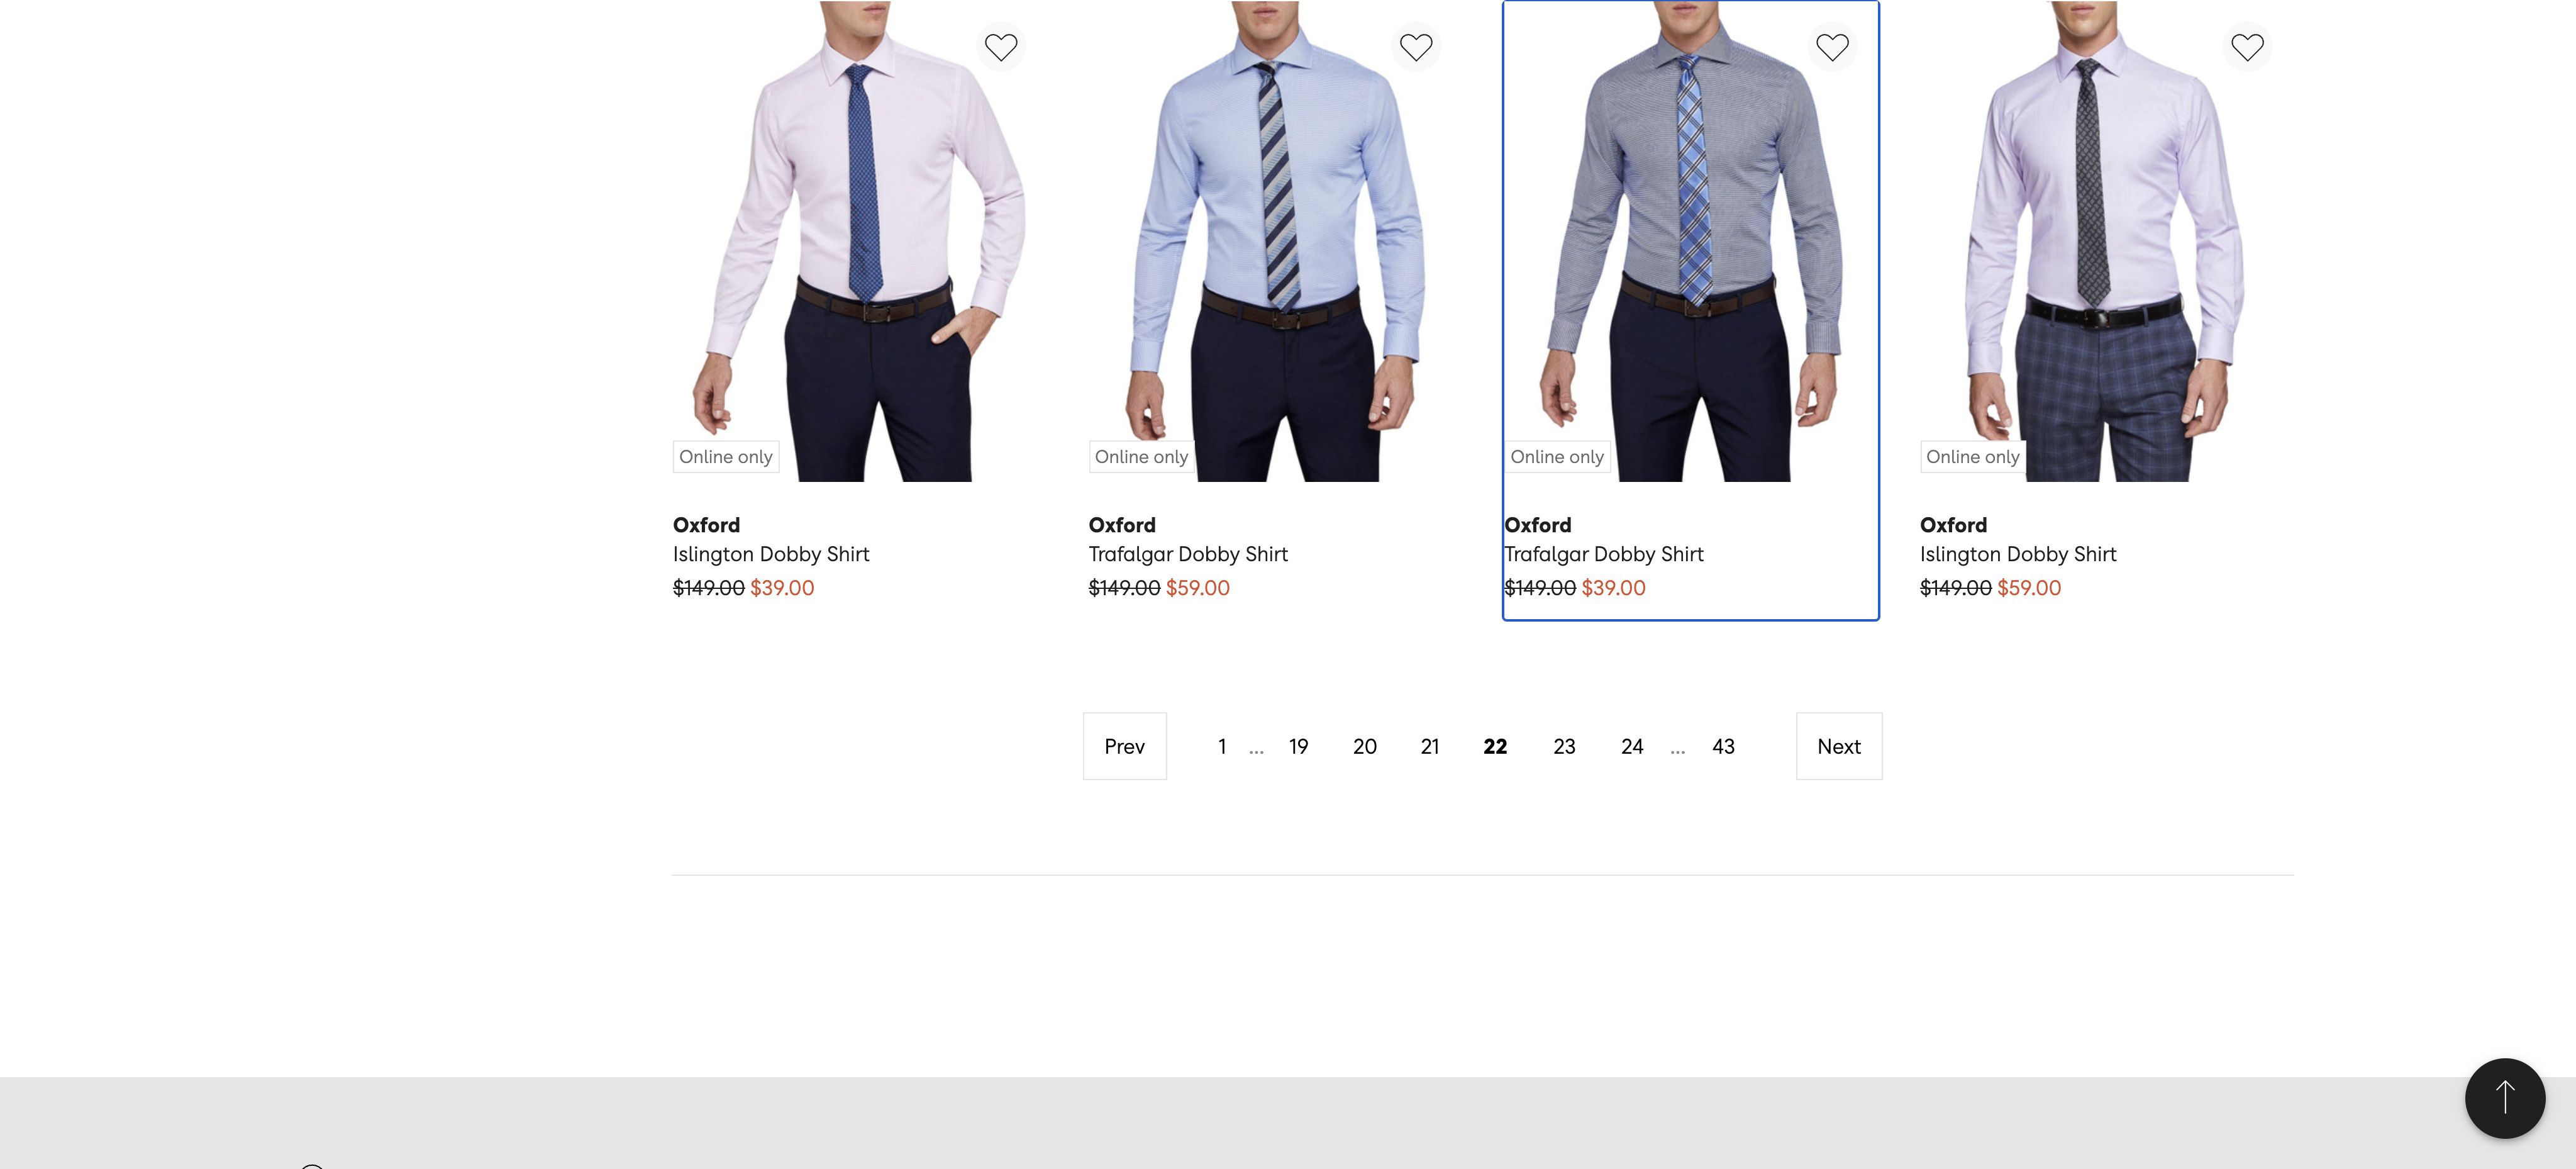 Online only
Online only
Online only
Online only
Oxford
Islington Dobby Shirt
$149.00 $39.00
Oxford
Trafalgar Dobby Shirt
$149.00 $59.00
Oxford
Trafalgar Dobby Shirt
$149.00 $39.00
Oxford
Islington Dobby Shirt
$149.00 $59.00
Prev 1 ... 19 20 21 22 23 24 ... 43 Next